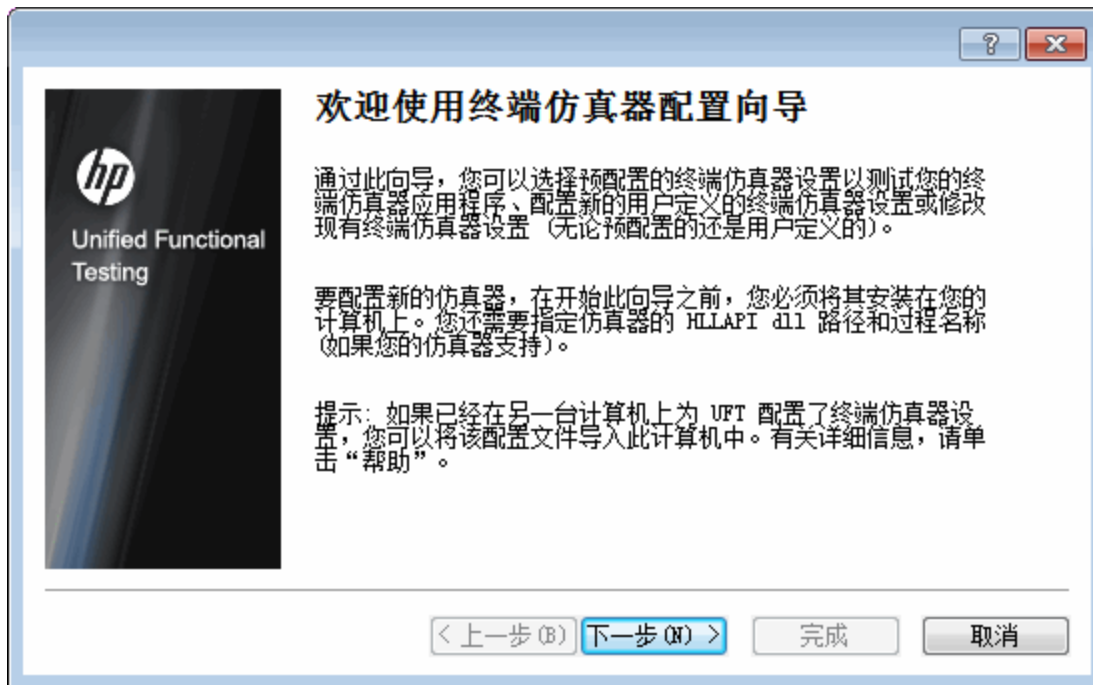 ?
欢迎使用终端仿真器配置向导
hp
Unified Functional
Testing
通过此向导，您可以选择预配置的终端仿真器设置以测试您的终
端仿真器应用程序、配置新的用户定义的终端仿真器设置或修改
现有终端仿真器设置（无论预配置的还是用户定义的）。
要配置新的仿真器，在开始此向导之前，您必须将其安装在您的
计算机上。您还需要指定仿真器的 HLLAPI dll 路径和过程名称
（如果您的仿真器支持）。
提示: 如果已经在另一台计算机上为 UFT 配置了终端仿真器设
置，您可以将该配置文件导入此计算机中。有关详细信息，请单
击“帮助”。
< 上一步(B) 下一步(N) > 完成 取消